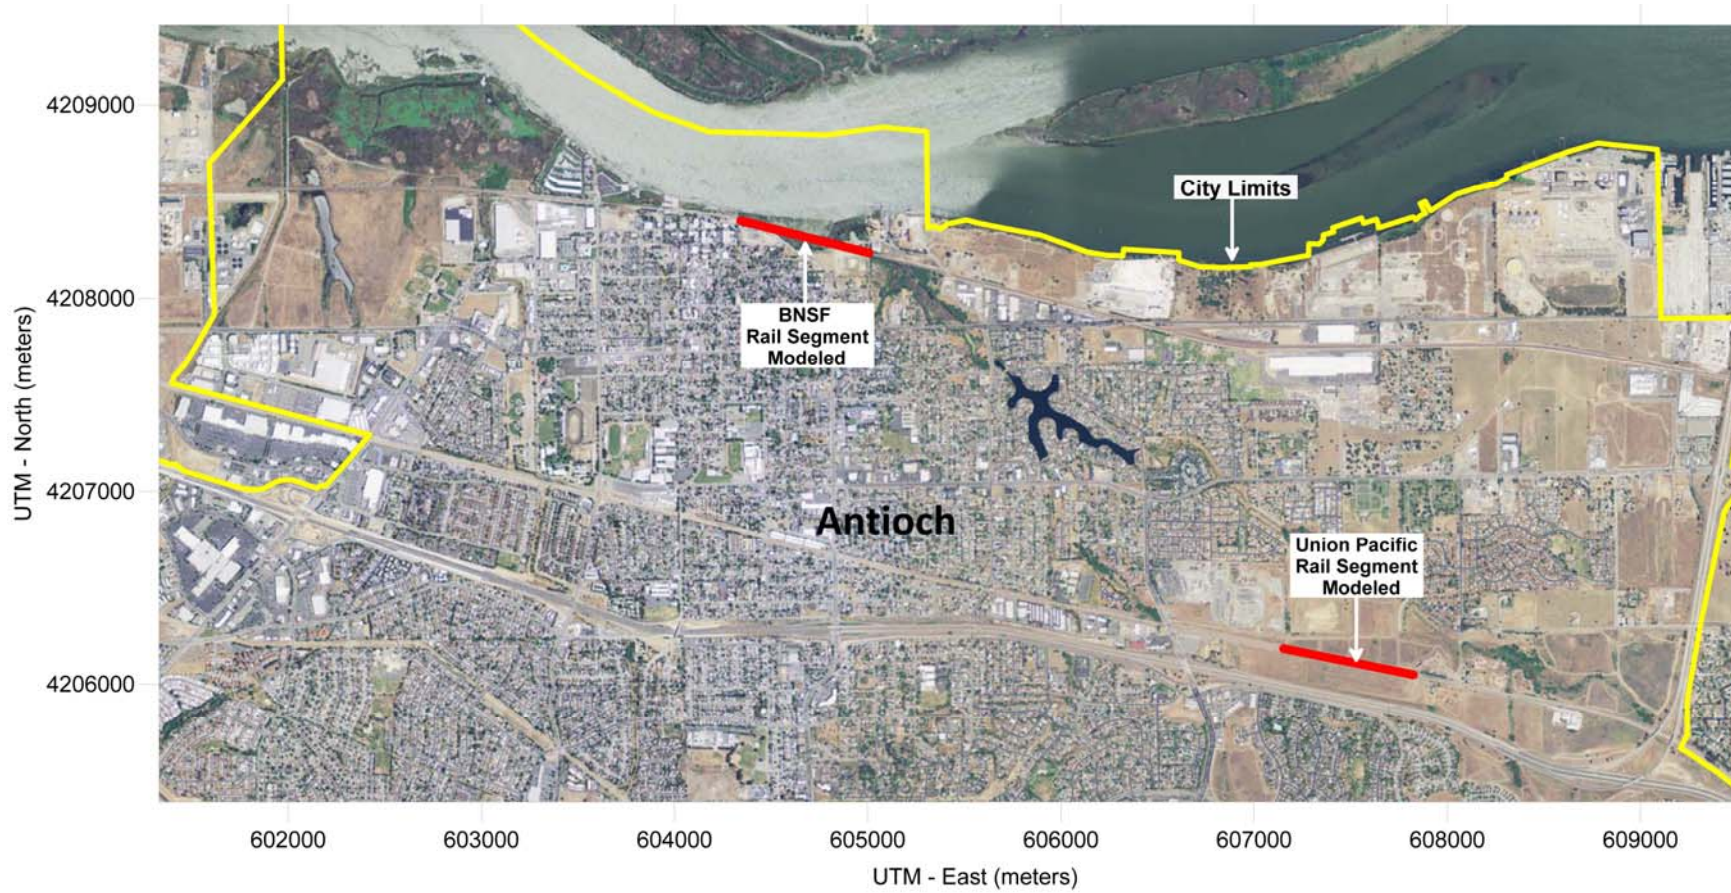 4209000
City Limits
4208000
BNSF
Rail Segment
Modeled
UTM - North (meters)
4207000
Antioch
Union Pacific
Rail Segment
Modeled
4206000
602000 603000 604000 605000 606000 607000 608000 609000
UTM - East (meters)